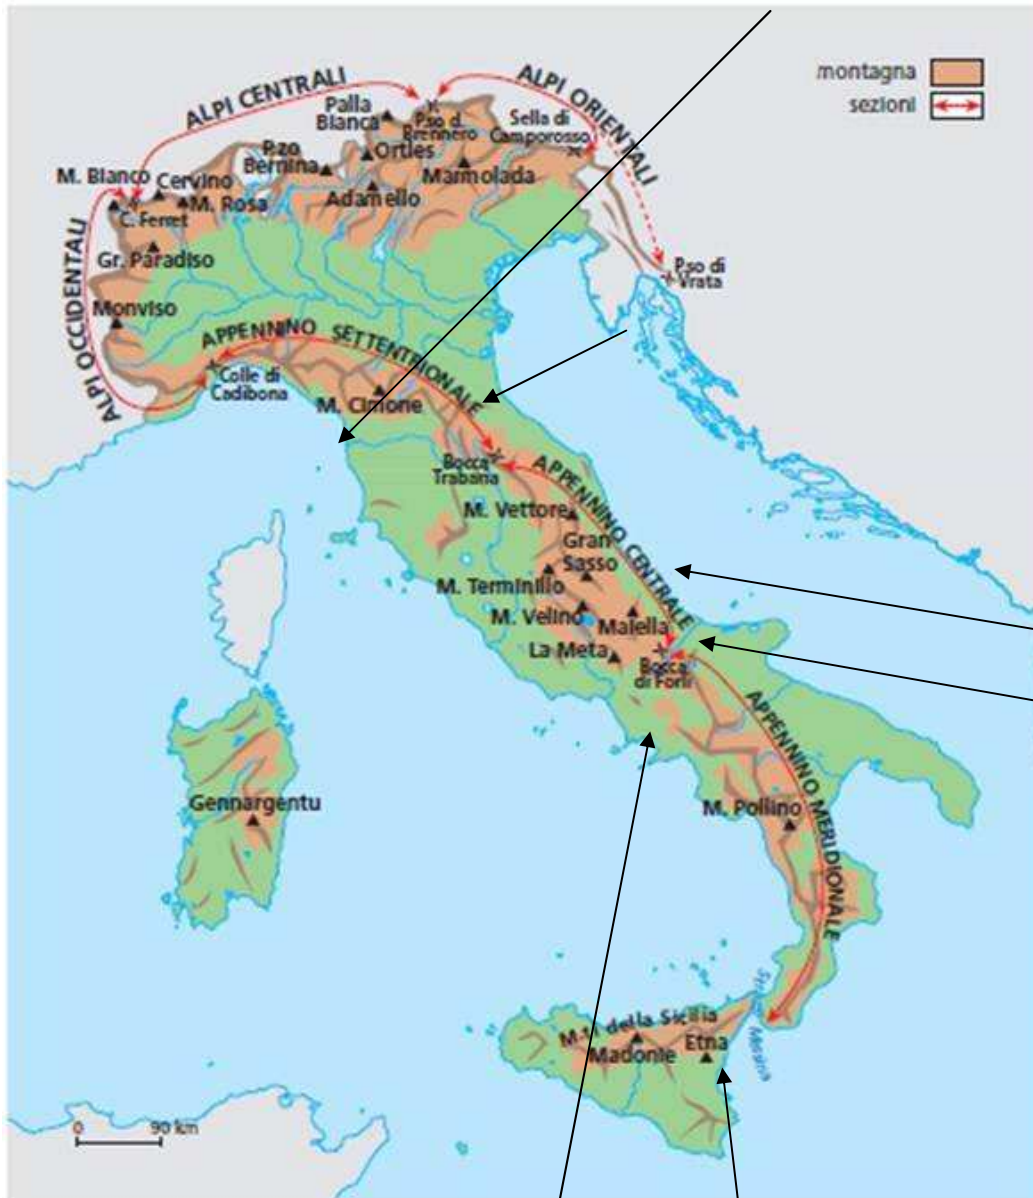 montagna
sezioni
ALPI CENTRALI
ALPI ORIENTALI
Palla
Bianca
P.so d.
Brennero
Sella di
Camporosso
P.zo
Bernina
Ortles
Marmolada
Adamello
M. Bianco
Cervino
M. Rosa
C. Ferret
Gr. Paradiso
Monviso
ALPI OCCIDENTALI
P.so di
Vrata
APPENNINO SETTENTRIONALE
Colle di
Cadibona
M. Cimone
Bocca
Trabaria
APPENNINO CENTRALE
M. Vettore
Gran
Sasso
M. Terminillo
M. Velino
Maiella
La Meta
Bocca
di Forlì
APPENNINO MERIDIONALE
M. Pollino
Gennargentu
M.ti della Sicilia
Madonie
Etna
Messina
0 90 km